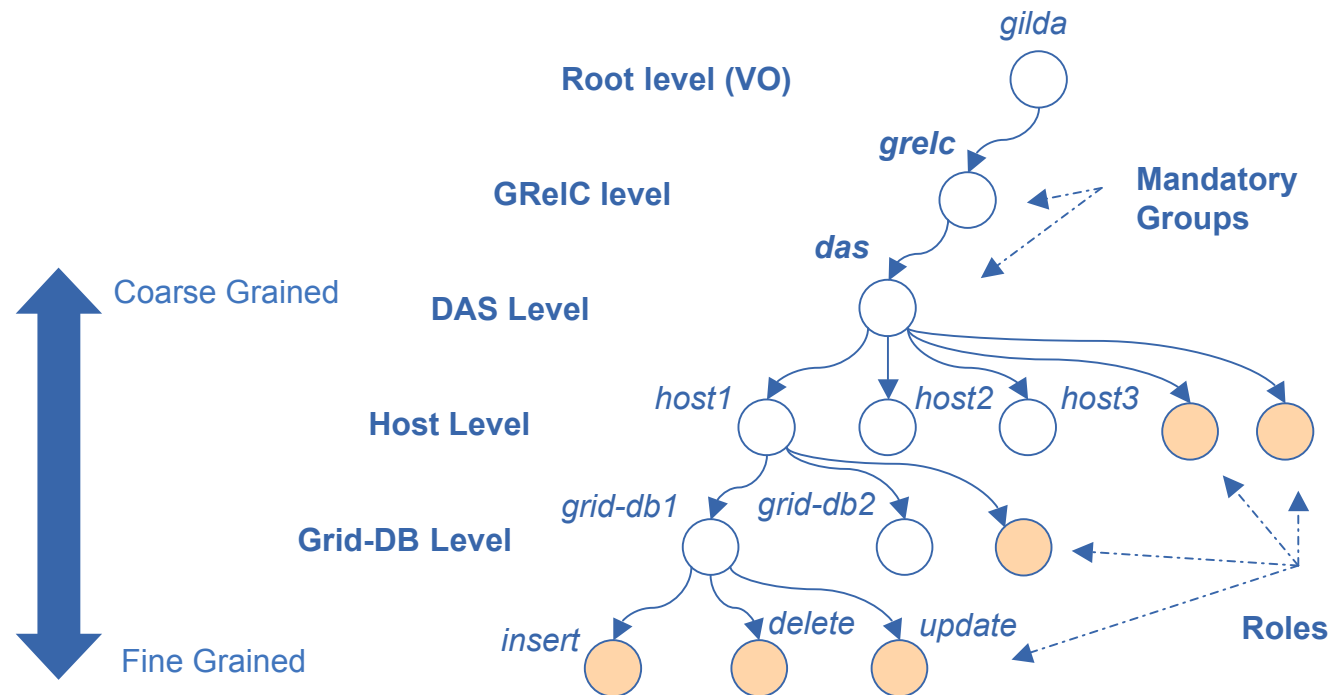 gilda
Root level (VO)
grelc
GRelC level
Mandatory
Groups
das
Coarse Grained
DAS Level
host1
host2
host3
Host Level
grid-db1
grid-db2
Grid-DB Level
insert
delete
update
Roles
Fine Grained